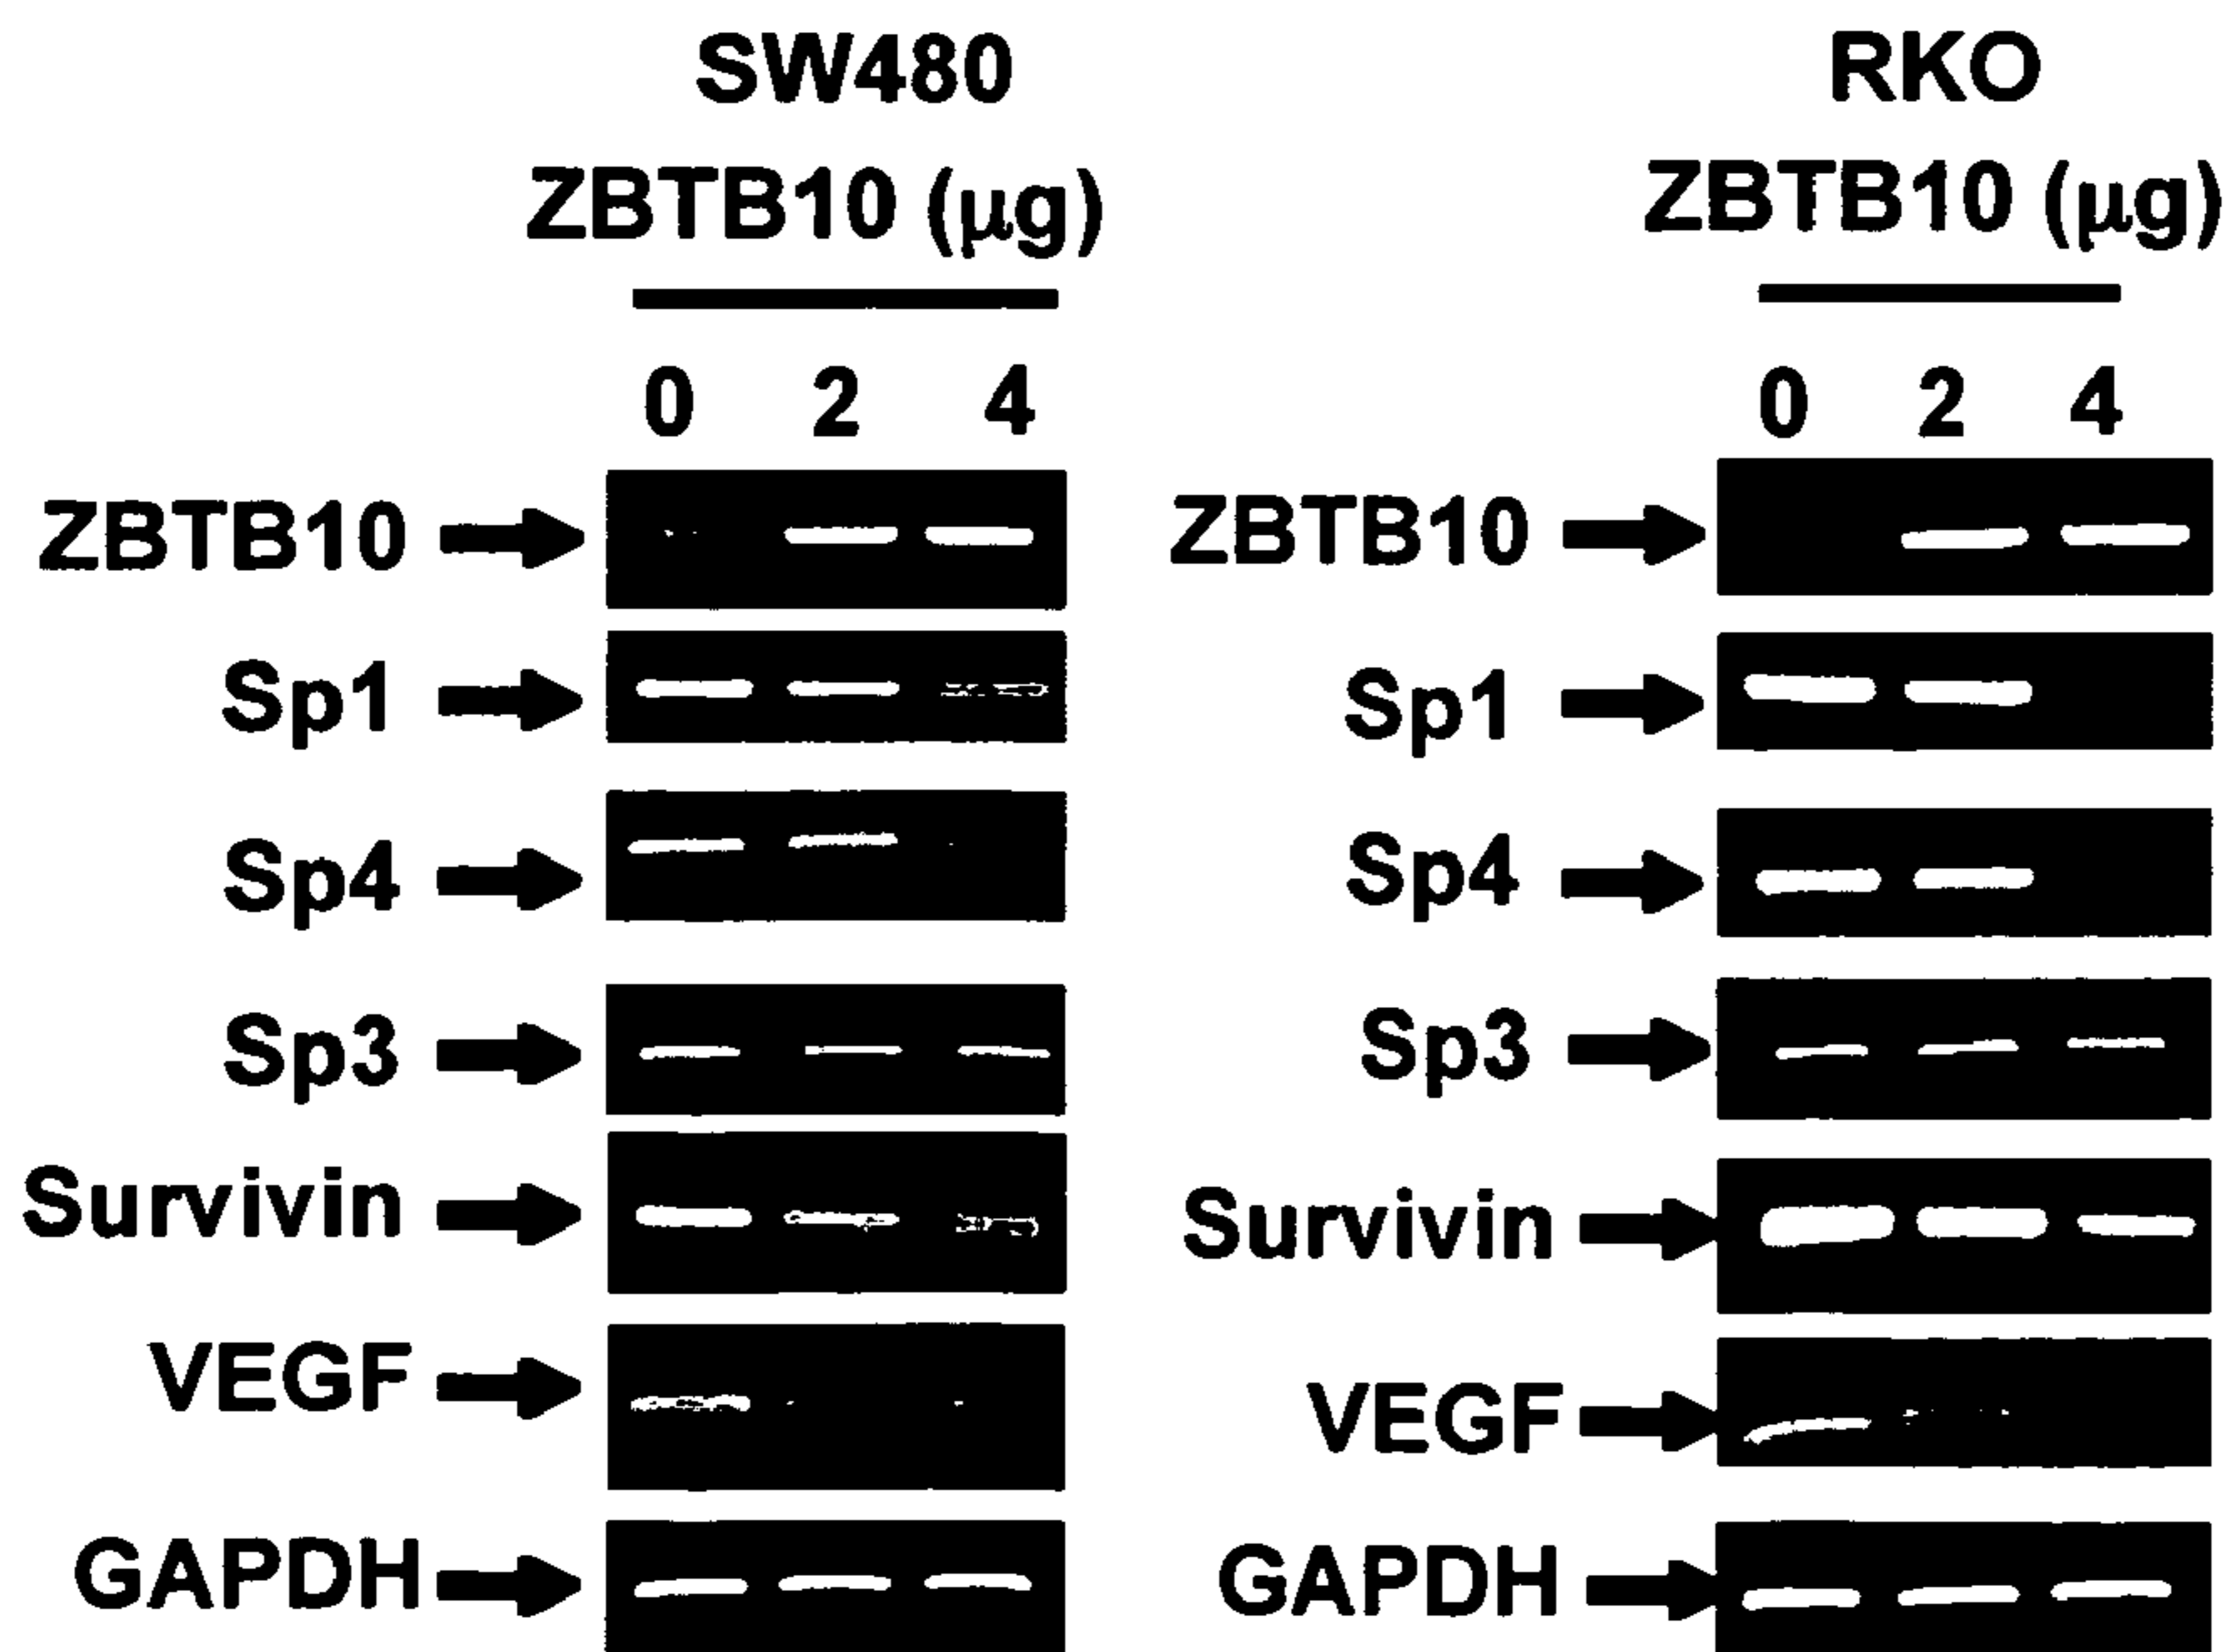 SW480
ZBTB10 (µg)
0 2 4
ZBTB10
Sp1
Sp4
Sp3
Survivin
VEGF
GAPDH
RKO
ZBTB10 (µg)
0 2 4
ZBTB10
Sp1
Sp4
Sp3
Survivin
VEGF
GAPDH